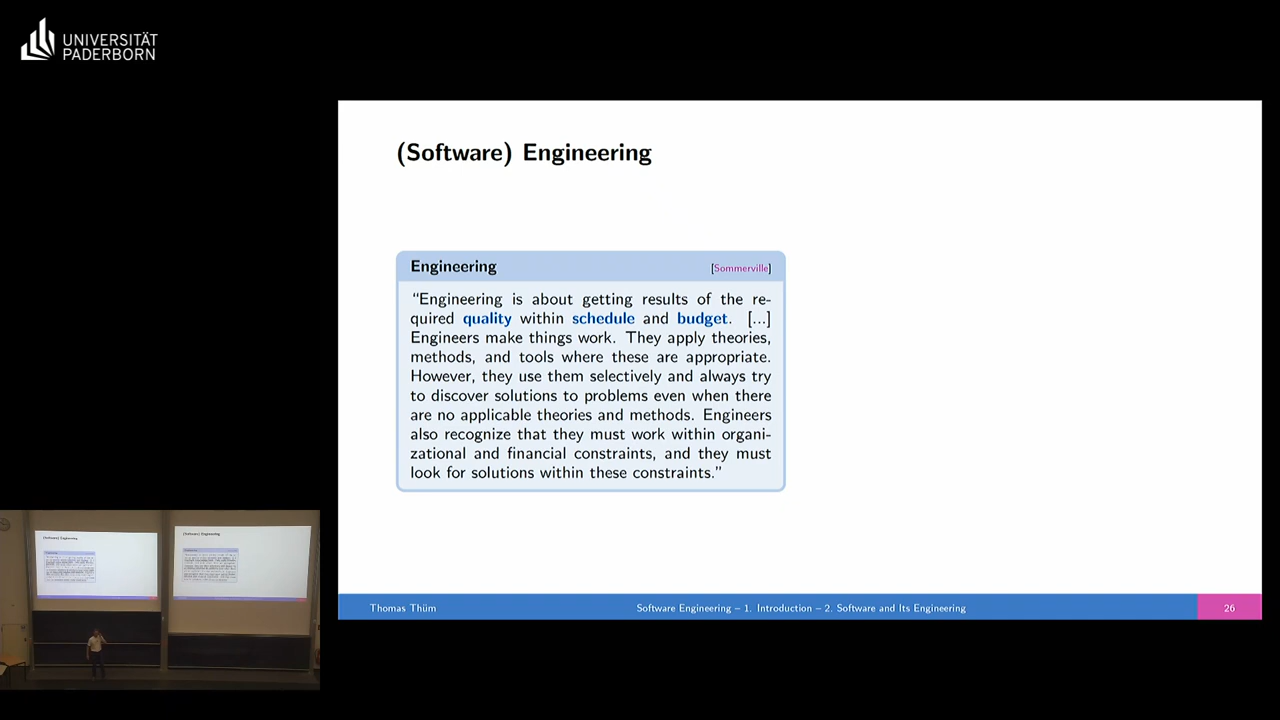 UNIVERSITÄT
PADERBORN
(Software) Engineering
Engineering
[Sommerville]
“Engineering is about getting results of the re-
quired quality within schedule and budget. [...]
Engineers make things work. They apply theories,
methods, and tools where these are appropriate.
However, they use them selectively and always try
to discover solutions to problems even when there
are no applicable theories and methods. Engineers
also recognize that they must work within organi-
zational and financial constraints, and they must
look for solutions within these constraints.”
Thomas Thüm
Software Engineering – 1. Introduction – 2. Software and Its Engineering
26
(Software) Engineering
(Software) Engineering